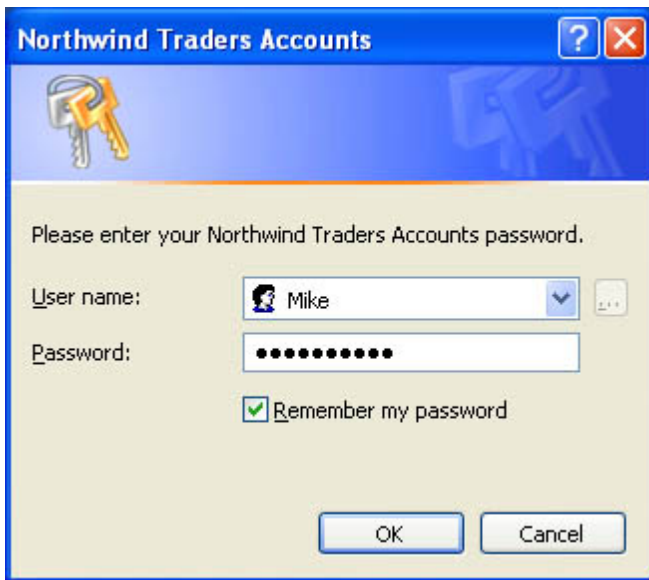 Northwind Traders Accounts
Please enter your Northwind Traders Accounts password.
User name: Mike ...
Password: ●●●●●●●●●●
Remember my password
OK Cancel